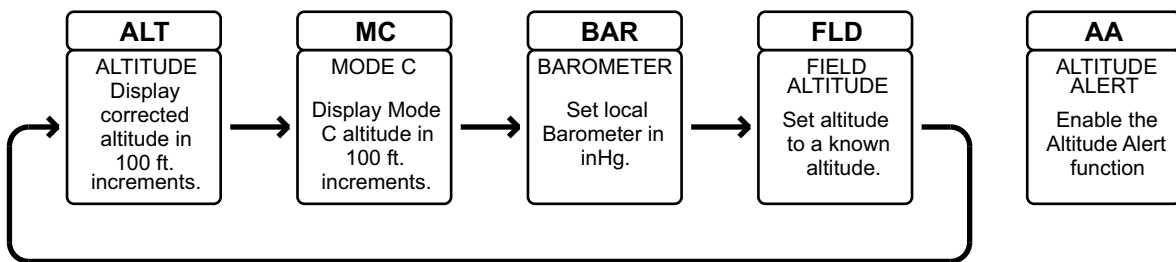 ALT
ALTITUDE
Display
corrected
altitude in
100 ft.
increments.
MC
MODE C
Display Mode
C altitude in
100 ft.
increments.
BAR
BAROMETER
Set local
Barometer in
inHg.
FLD
FIELD
ALTITUDE
Set altitude
to a known
altitude.
AA
ALTITUDE
ALERT
Enable the
Altitude Alert
function